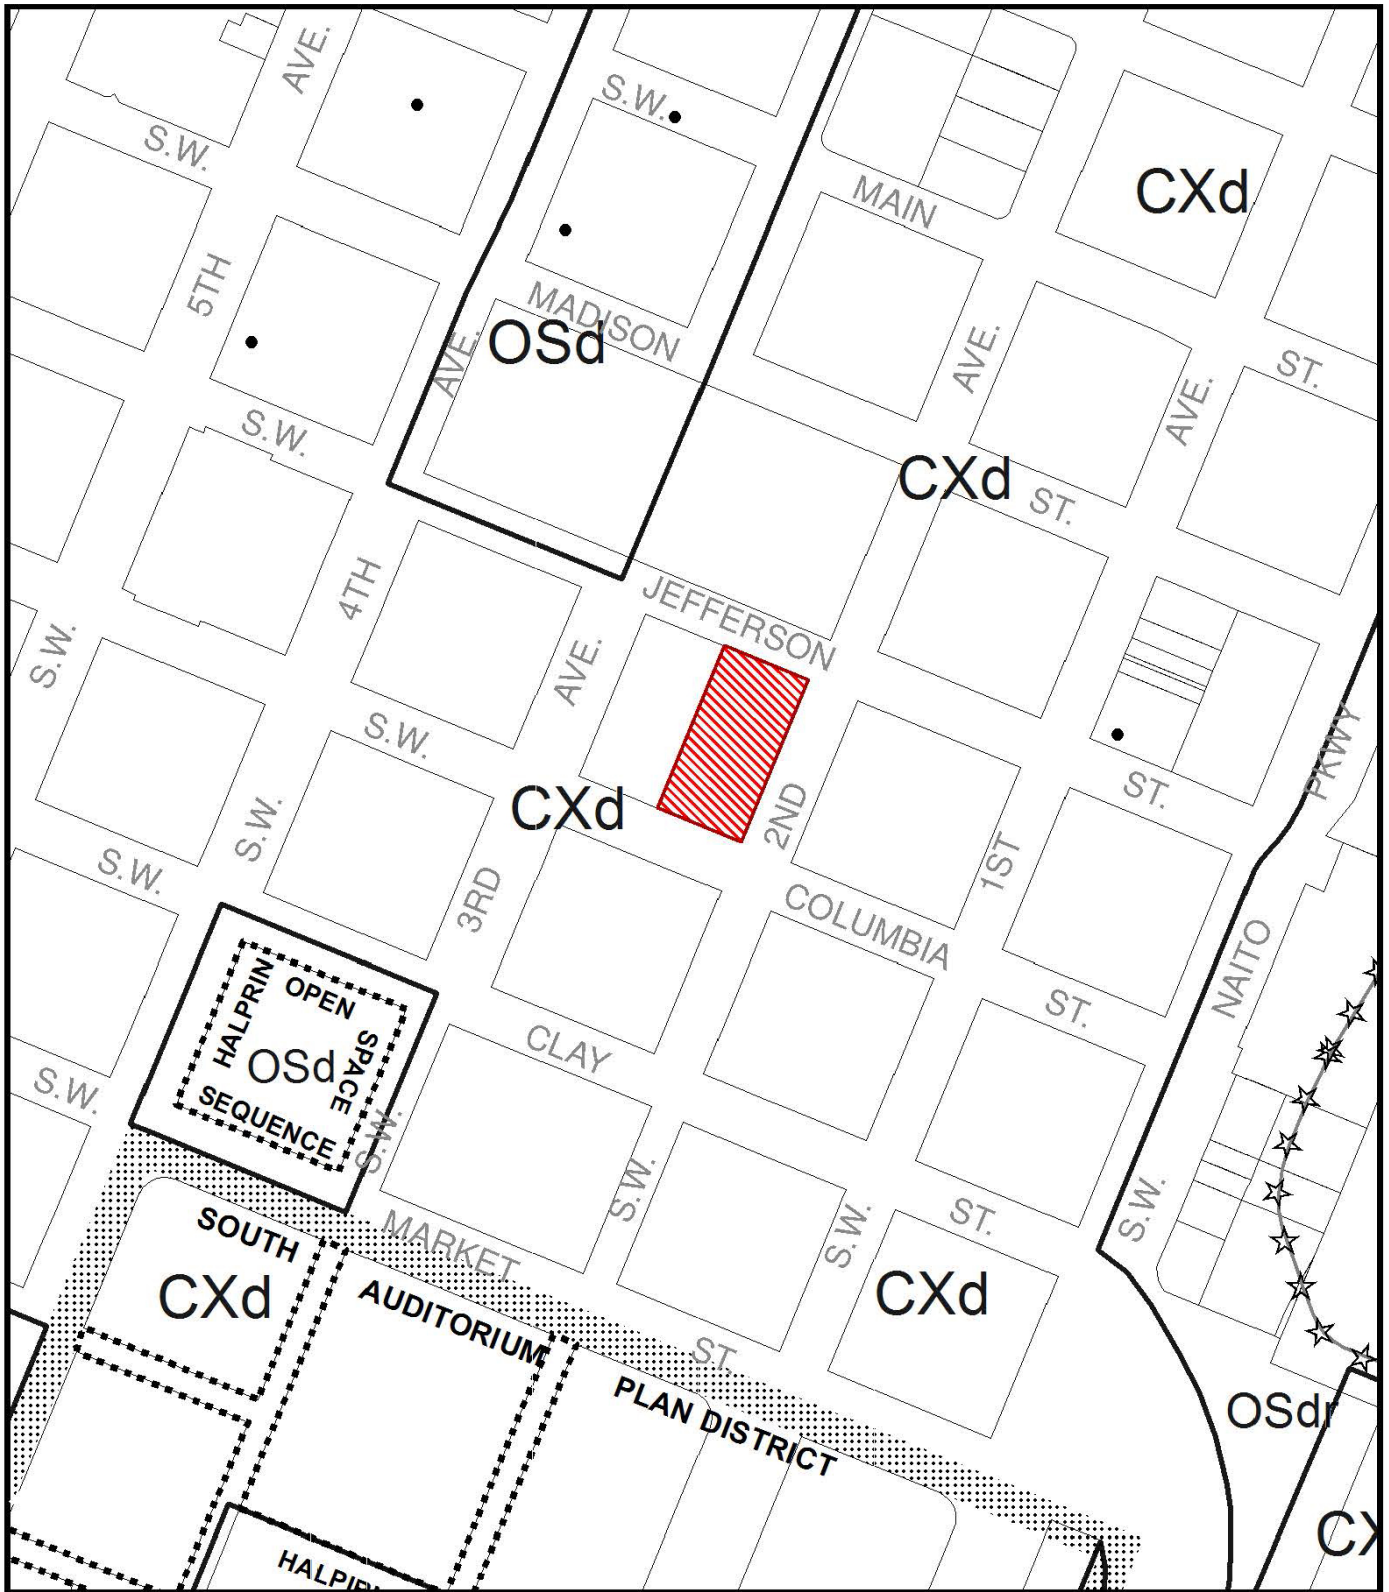 AVE.
S.W.
S.W.
MAIN
CXd
5TH
MADISON
OSd
AVE.
AVE.
ST.
AVE.
S.W.
CXd
ST.
4TH
JEFFERSON
S.W.
AVE.
S.W.
PKWY
ST.
CXd
2ND
S.W.
1ST
S.W.
3RD
COLUMBIA
NAITO
HALPRIN
OPEN
SPACE
SEQUENCE
OSd
ST.
CLAY
S.W.
S.W.
S.W.
S.W.
S.W.
ST.
MARKET
SOUTH
CXd
AUDITORIUM
CXd
ST.
PLAN DISTRICT
OSdr
CX